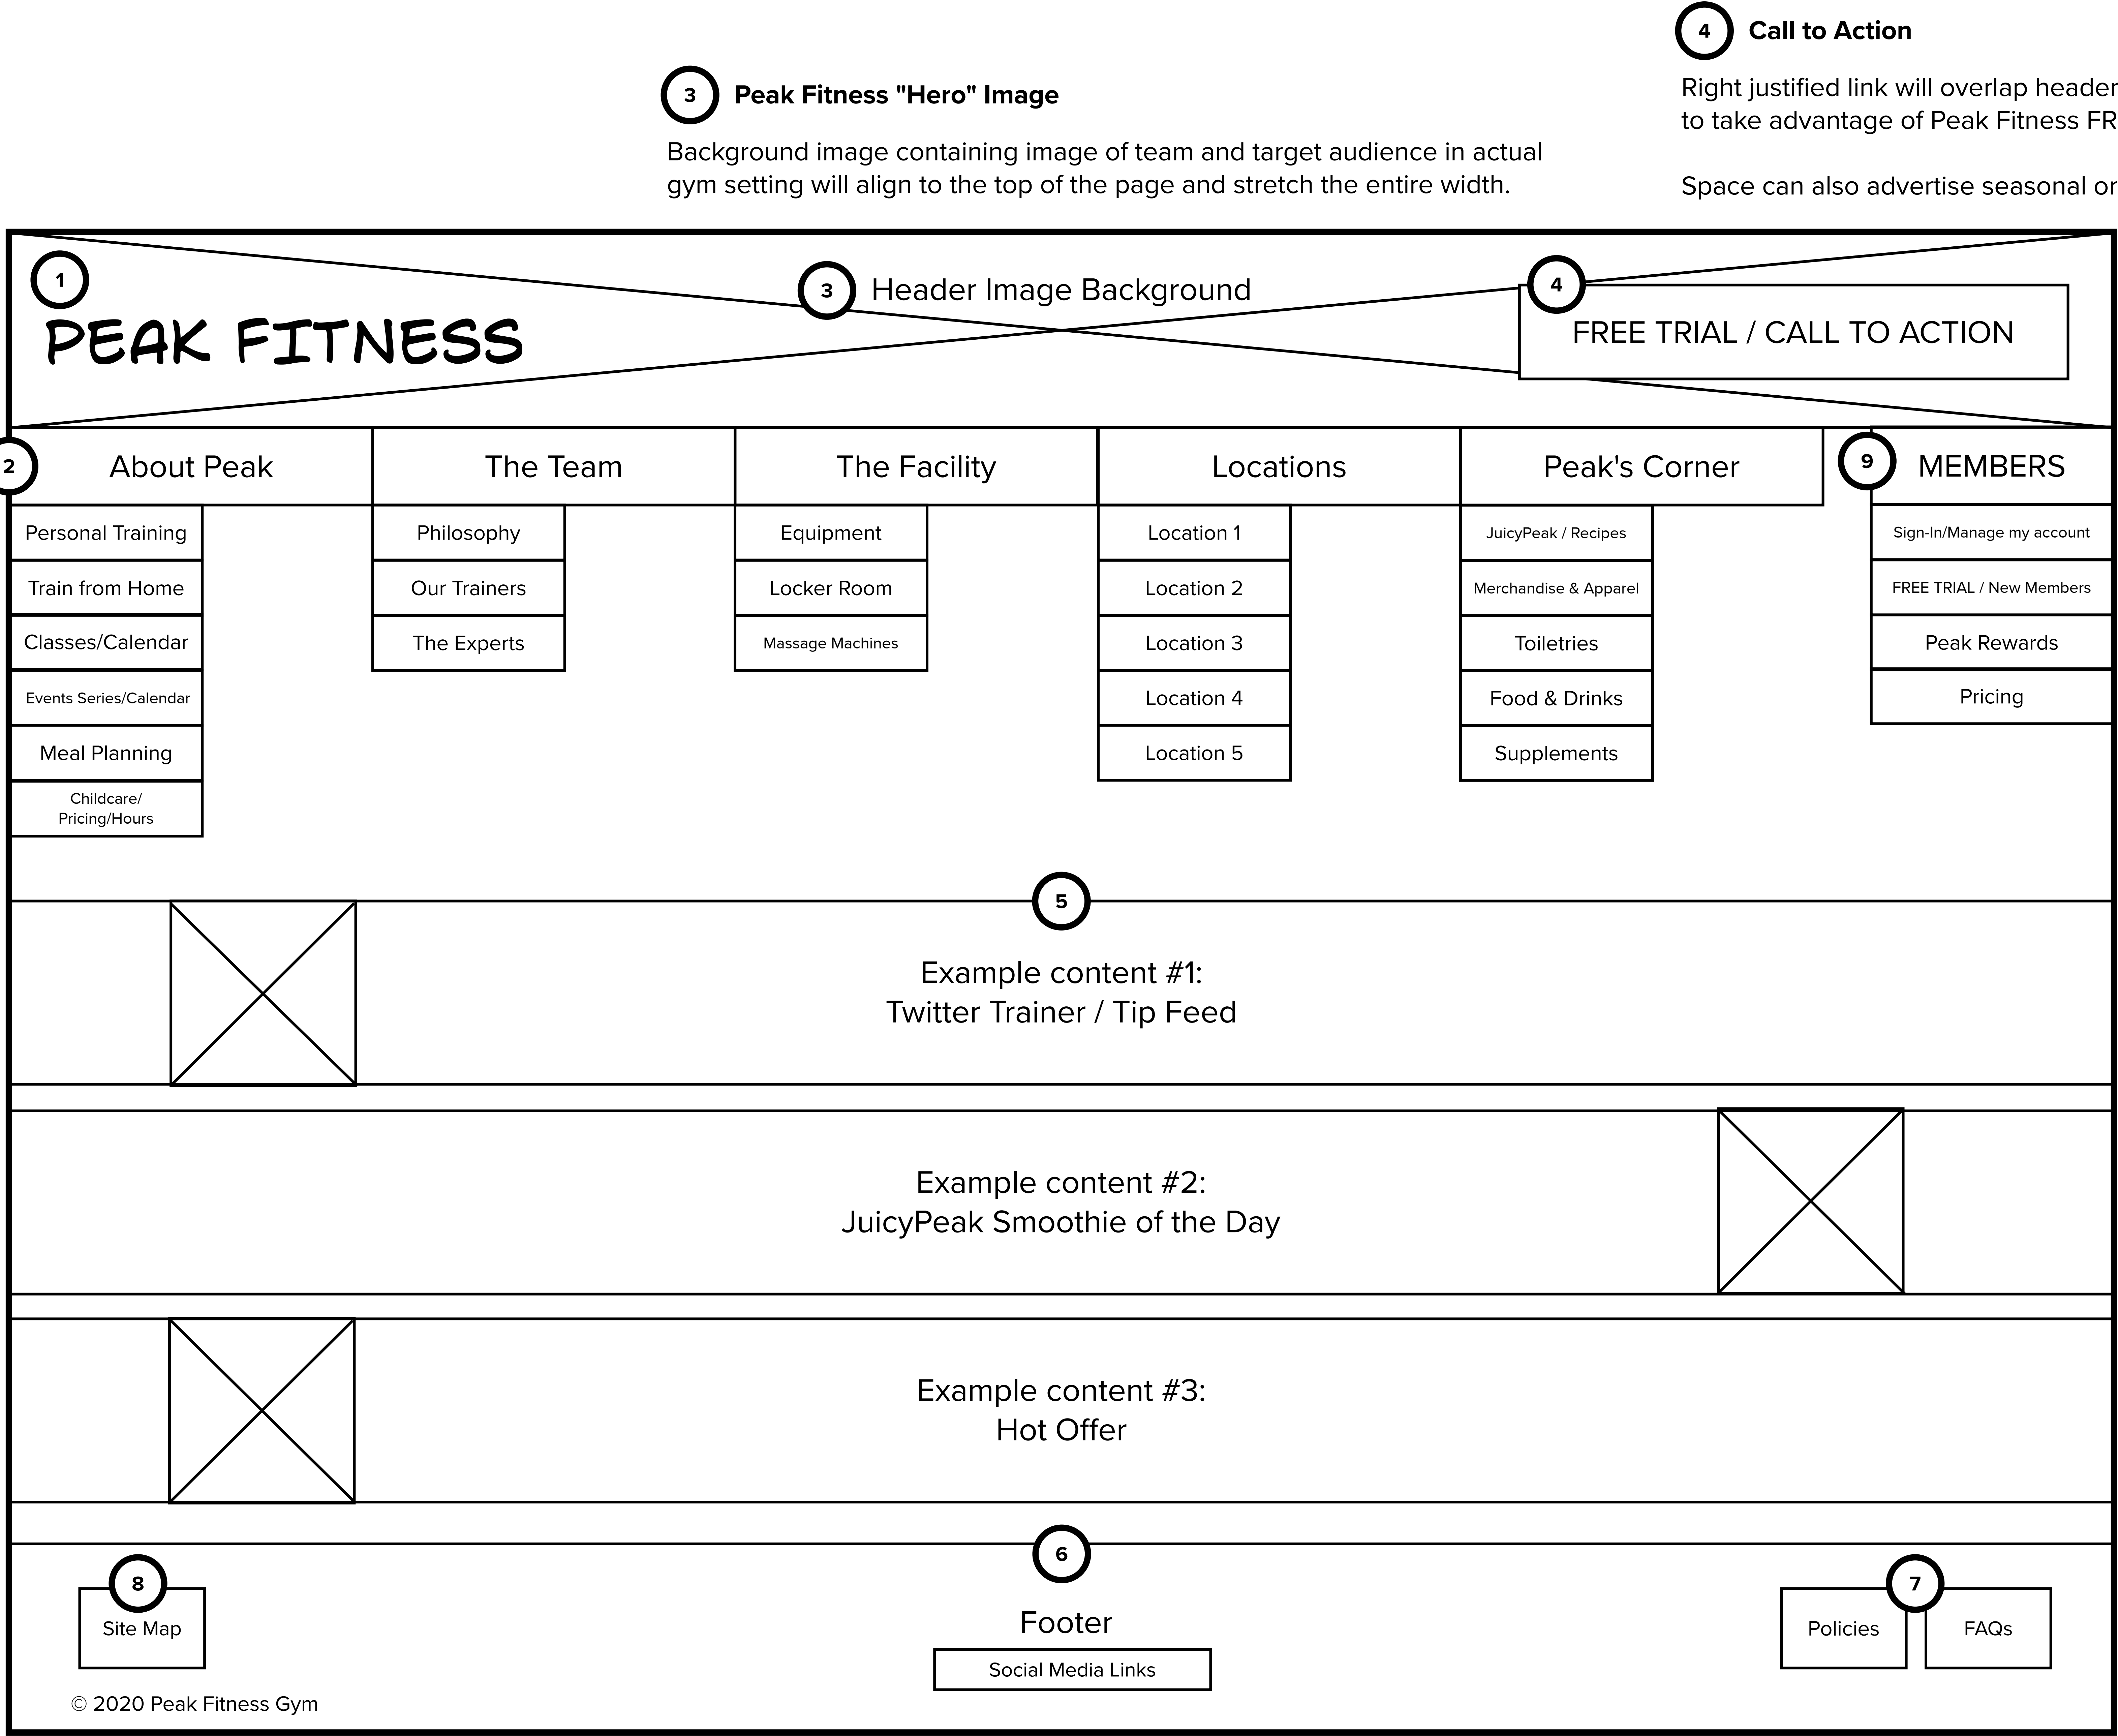 4 Call to Action
Right justified link will overlap header
to take advantage of Peak Fitness FR
Space can also advertise seasonal or
3 Peak Fitness "Hero" Image
Background image containing image of team and target audience in actual
gym setting will align to the top of the page and stretch the entire width.
1
PEAK FITNESS
3 Header Image Background
4
FREE TRIAL / CALL TO ACTION
2 About Peak
The Team
The Facility
Locations
Peak's Corner
9 MEMBERS
Personal Training
Train from Home
Classes/Calendar
Events Series/Calendar
Meal Planning
Childcare/
Pricing/Hours
Philosophy
Our Trainers
The Experts
Equipment
Locker Room
Massage Machines
Location 1
Location 2
Location 3
Location 4
Location 5
JuicyPeak / Recipes
Merchandise & Apparel
Toiletries
Food & Drinks
Supplements
Sign-In/Manage my account
FREE TRIAL / New Members
Peak Rewards
Pricing
5
Example content #1:
Twitter Trainer / Tip Feed
Example content #2:
JuicyPeak Smoothie of the Day
Example content #3:
Hot Offer
8
Site Map
© 2020 Peak Fitness Gym
6
Footer
Social Media Links
7
Policies
FAQs